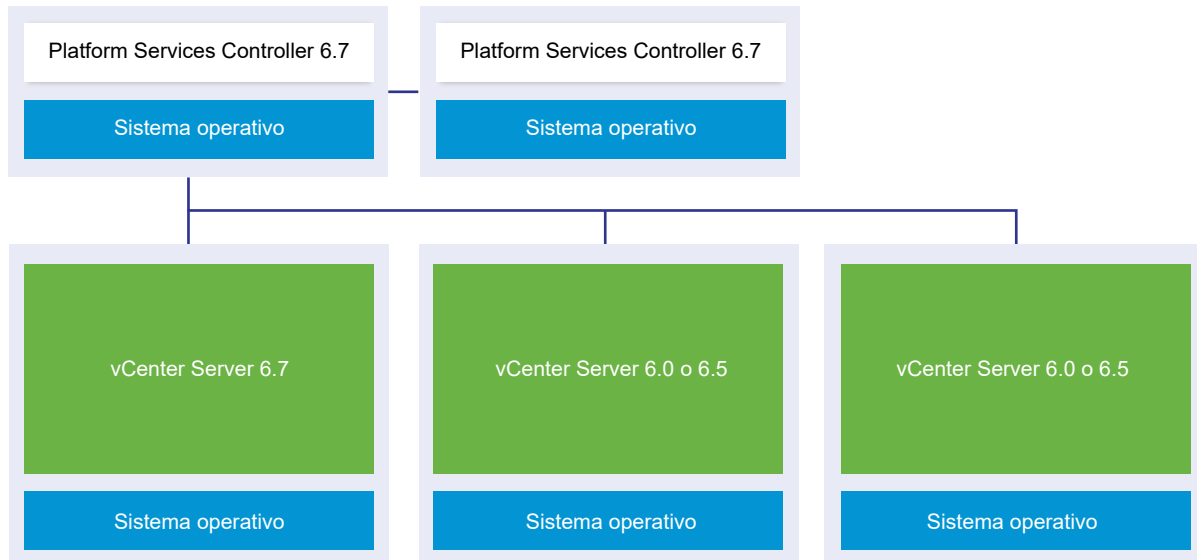 Platform Services Controller 6.7
Platform Services Controller 6.7
Sistema operativo
Sistema operativo
vCenter Server 6.7
vCenter Server 6.0 o 6.5
vCenter Server 6.0 o 6.5
Sistema operativo
Sistema operativo
Sistema operativo